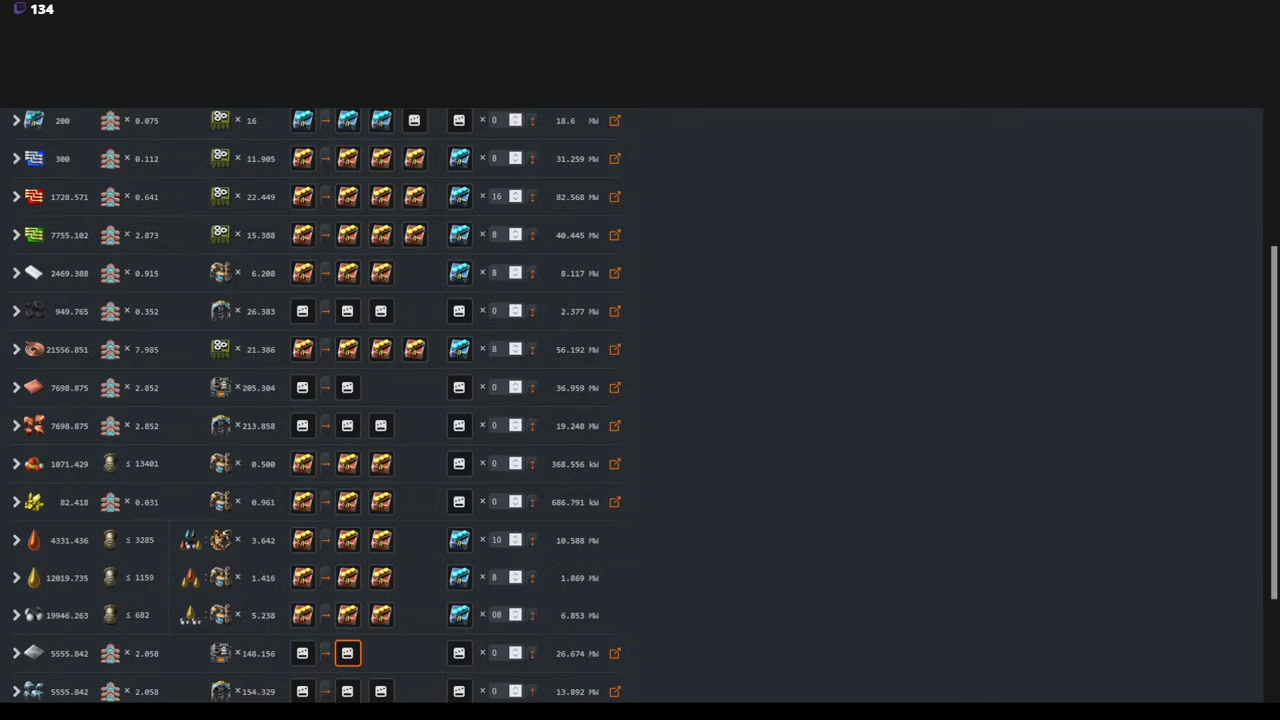 134
200 × 0.075 × 16 × 0 18.6 MW
300 × 0.112 × 11.905 × 8 31.259 MW
1728.571 × 0.641 × 22.449 × 16 82.568 MW
7755.102 × 2.873 × 15.388 × 8 40.445 MW
2469.388 × 0.915 × 6.208 × 8 8.117 MW
949.765 × 0.352 × 26.383 × 0 2.377 MW
21556.851 × 7.985 × 21.386 × 8 56.192 MW
7698.875 × 2.852 ×205.304 × 0 36.959 MW
7698.875 × 2.852 ×213.858 × 0 19.248 MW
1071.429 ≤ 13401 × 0.500 × 0 368.556 kW
82.418 × 0.031 × 0.961 × 0 686.791 kW
4331.436 ≤ 3285 : × 3.642 × 10 10.588 MW
12019.735 ≤ 1159 : × 1.416 × 8 1.869 MW
19946.263 ≤ 682 : × 5.238 × 08 6.853 MW
5555.842 × 2.058 ×148.156 × 0 26.674 MW
5555.842 × 2.058 ×154.329 × 0 13.892 MW